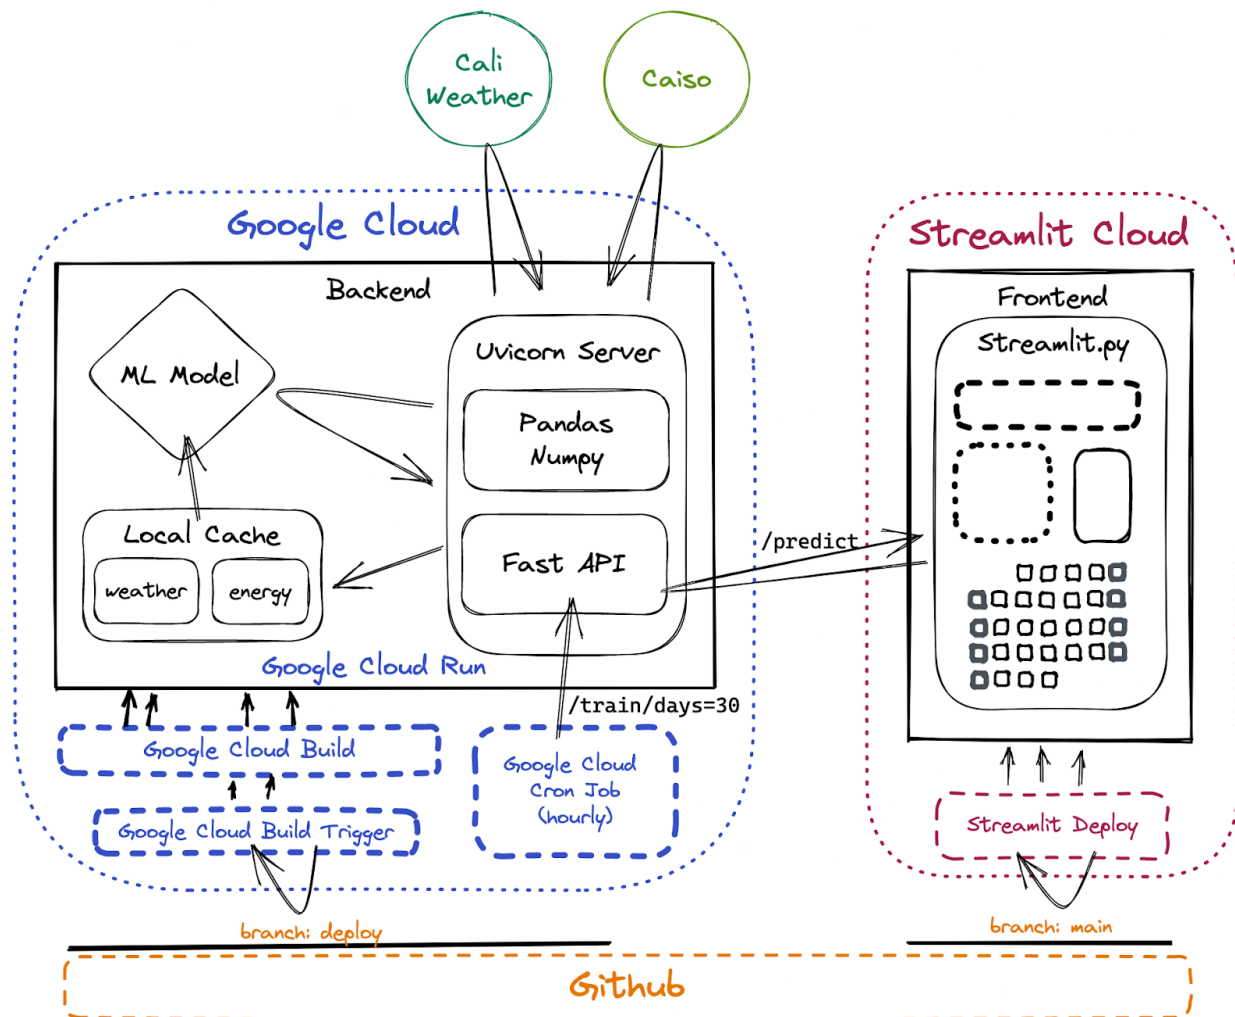 Cali
Weather
Caiso
Google Cloud
Streamlit Cloud
Backend
Frontend
ML Model
Uvicorn Server
Streamlit.py
Pandas
Numpy
Local Cache
weather
energy
Fast API
/predict
Google Cloud Run
/train/days=30
Google Cloud Build
Google Cloud
Cron Job
(hourly)
Google Cloud Build Trigger
Streamlit Deploy
branch: deploy
branch: main
Github